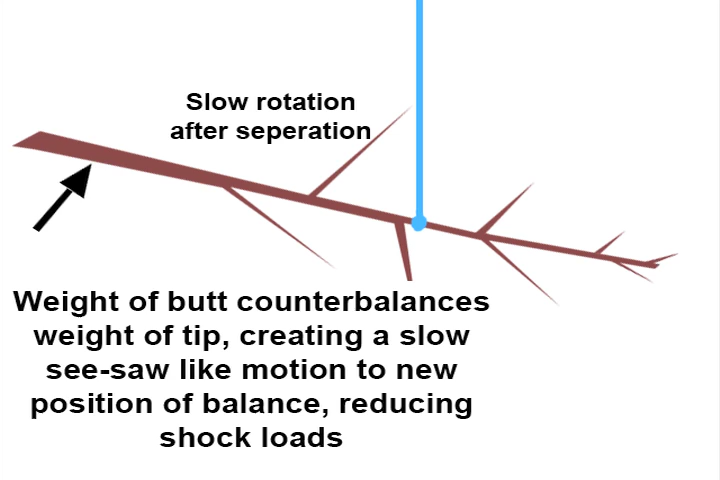 Slow rotation
after seperation
Weight of butt counterbalances
weight of tip, creating a slow
see-saw like motion to new
position of balance, reducing
shock loads